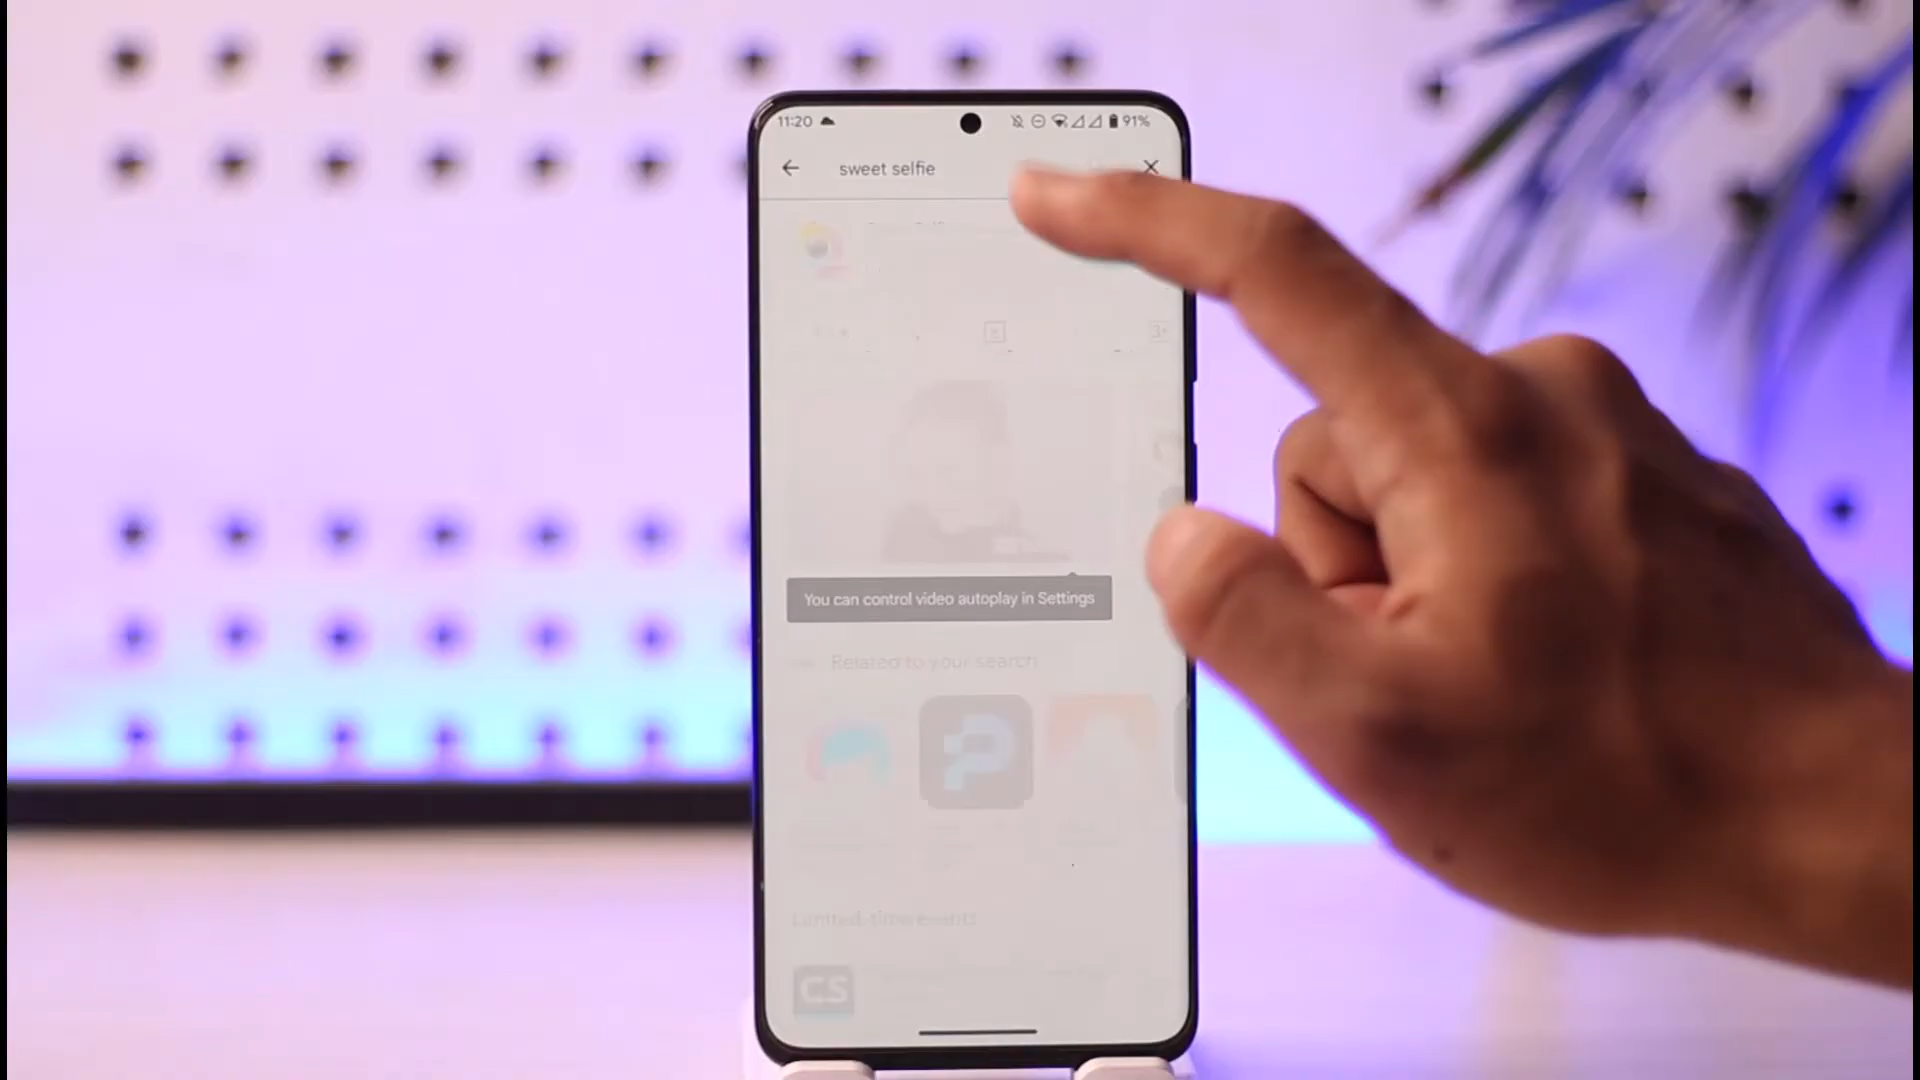 11:20 91%
sweet selfie
You can control video autoplay in Settings
Related to your search
Limited-time events
CS